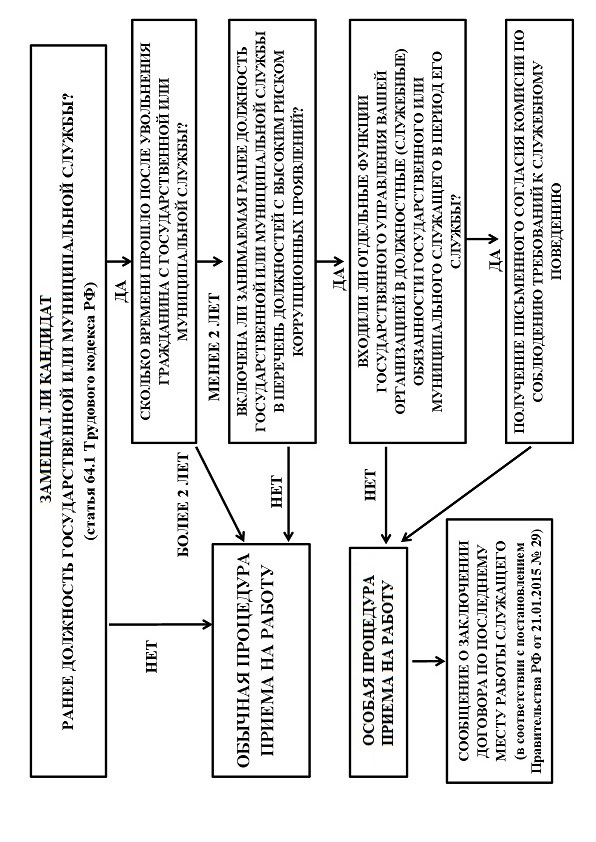 ЗАМЕЩАЛ ЛИ КАНДИДАТ
РАНЕЕ ДОЛЖНОСТЬ ГОСУДАРСТВЕННОЙ ИЛИ МУНИЦИПАЛЬНОЙ СЛУЖБЫ?
(статья 64.1 Трудового кодекса РФ)
НЕТ
ДА
СКОЛЬКО ВРЕМЕНИ ПРОШЛО ПОСЛЕ УВОЛЬНЕНИЯ
ГРАЖДАНИНА С ГОСУДАРСТВЕННОЙ ИЛИ
МУНИЦИПАЛЬНОЙ СЛУЖБЫ?
БОЛЕЕ 2 ЛЕТ
МЕНЕЕ 2 ЛЕТ
ОБЫЧНАЯ ПРОЦЕДУРА
ПРИЕМА НА РАБОТУ
ВКЛЮЧЕНА ЛИ ЗАНИМАЕМАЯ РАНЕЕ ДОЛЖНОСТЬ
ГОСУДАРСТВЕННОЙ ИЛИ МУНИЦИПАЛЬНОЙ СЛУЖБЫ
В ПЕРЕЧЕНЬ ДОЛЖНОСТЕЙ С ВЫСОКИМ РИСКОМ
КОРРУПЦИОННЫХ ПРОЯВЛЕНИЙ?
НЕТ
ДА
ВХОДИЛИ ЛИ ОТДЕЛЬНЫЕ ФУНКЦИИ
ГОСУДАРСТВЕННОГО УПРАВЛЕНИЯ ВАШЕЙ
ОРГАНИЗАЦИЕЙ В ДОЛЖНОСТНЫЕ (СЛУЖЕБНЫЕ)
ОБЯЗАННОСТИ ГОСУДАРСТВЕННОГО ИЛИ
МУНИЦИПАЛЬНОГО СЛУЖАЩЕГО В ПЕРИОД ЕГО
СЛУЖБЫ?
НЕТ
ДА
ОСОБАЯ ПРОЦЕДУРА
ПРИЕМА НА РАБОТУ
ПОЛУЧЕНИЕ ПИСЬМЕННОГО СОГЛАСИЯ КОМИСИИ ПО
СОБЛЮДЕНИЮ ТРЕБОВАНИЙ К СЛУЖЕБНОМУ
ПОВЕДЕНИЮ
СООБЩЕНИЕ О ЗАКЛЮЧЕНИИ
ДОГОВОРА ПО ПОСЛЕДНЕМУ
МЕСТУ РАБОТЫ СЛУЖАЩЕГО
(в соответствии с постановлением
Правительства РФ от 21.01.2015 № 29)